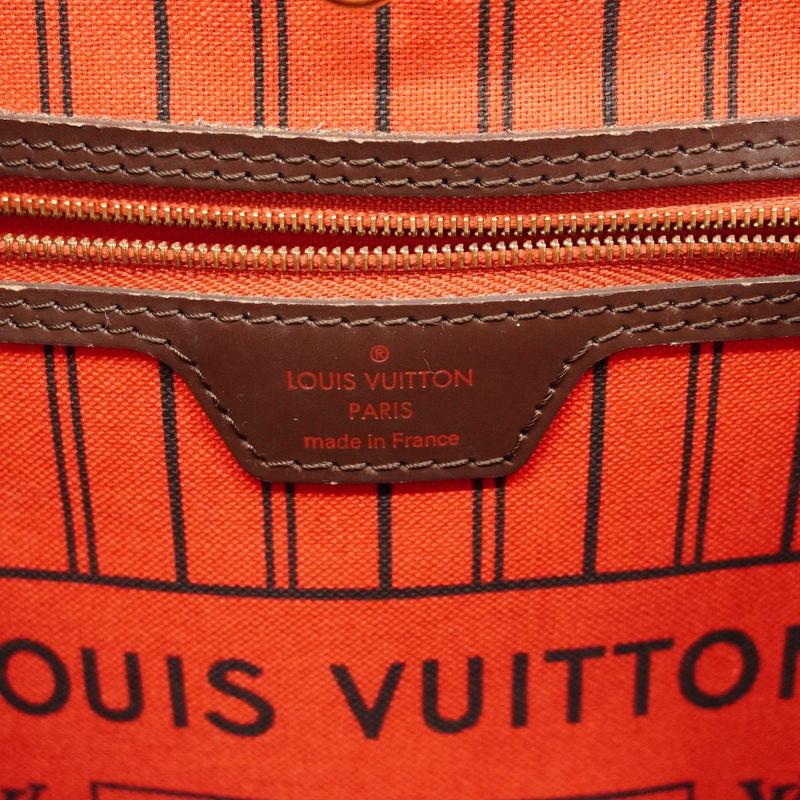 ®
LOUIS VUITTON
PARIS
made in France
OUIS VUITTON